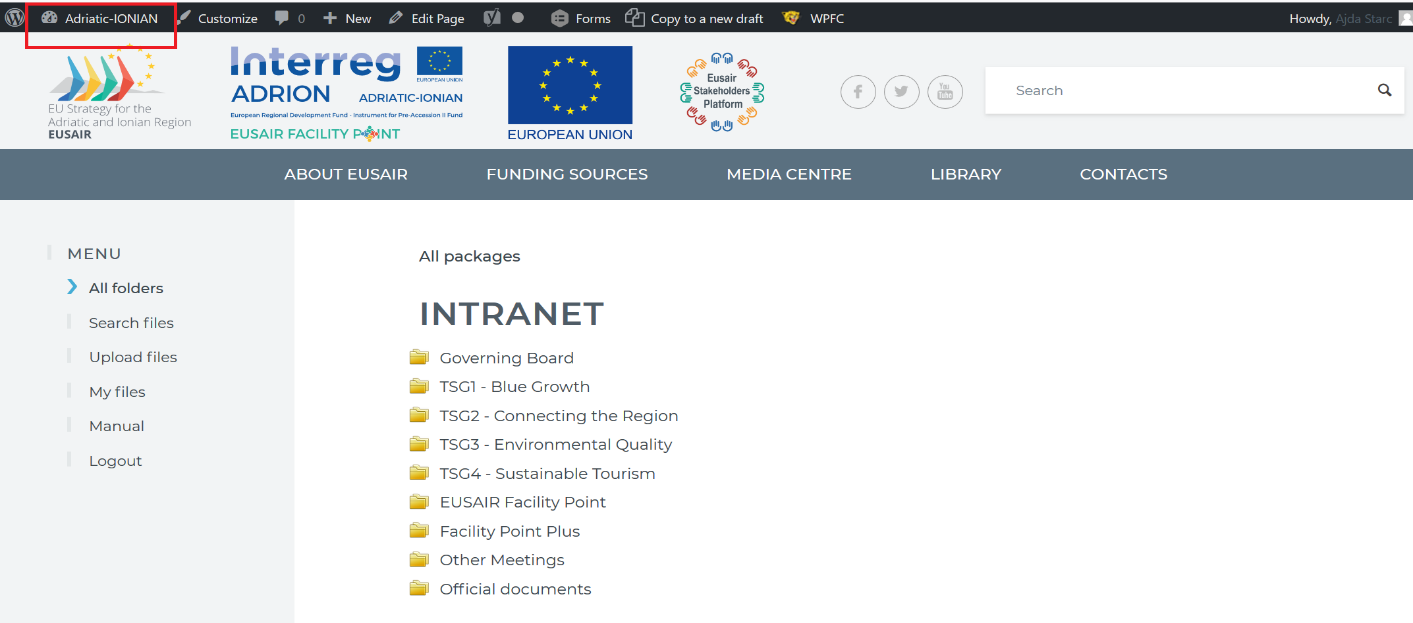 Adriatic-IONIAN Customize 0 New Edit Page Forms Copy to a new draft WPFC Howdy, Ajda Starc
EU Strategy for the
Adriatic and Ionian Region
EUSAIR
Interreg
EUROPEAN UNION
ADRION ADRIATIC-IONIAN
European Regional Development Fund - Instrument for Pre-Accession II Fund
EUSAIR FACILITY POINT
EUROPEAN UNION
Eusair
Stakeholders
Platform
You
Tube
Search
ABOUT EUSAIR FUNDING SOURCES MEDIA CENTRE LIBRARY CONTACTS
MENU
All folders
Search files
Upload files
My files
Manual
Logout
All packages
INTRANET
Governing Board
TSG1 - Blue Growth
TSG2 - Connecting the Region
TSG3 - Environmental Quality
TSG4 - Sustainable Tourism
EUSAIR Facility Point
Facility Point Plus
Other Meetings
Official documents